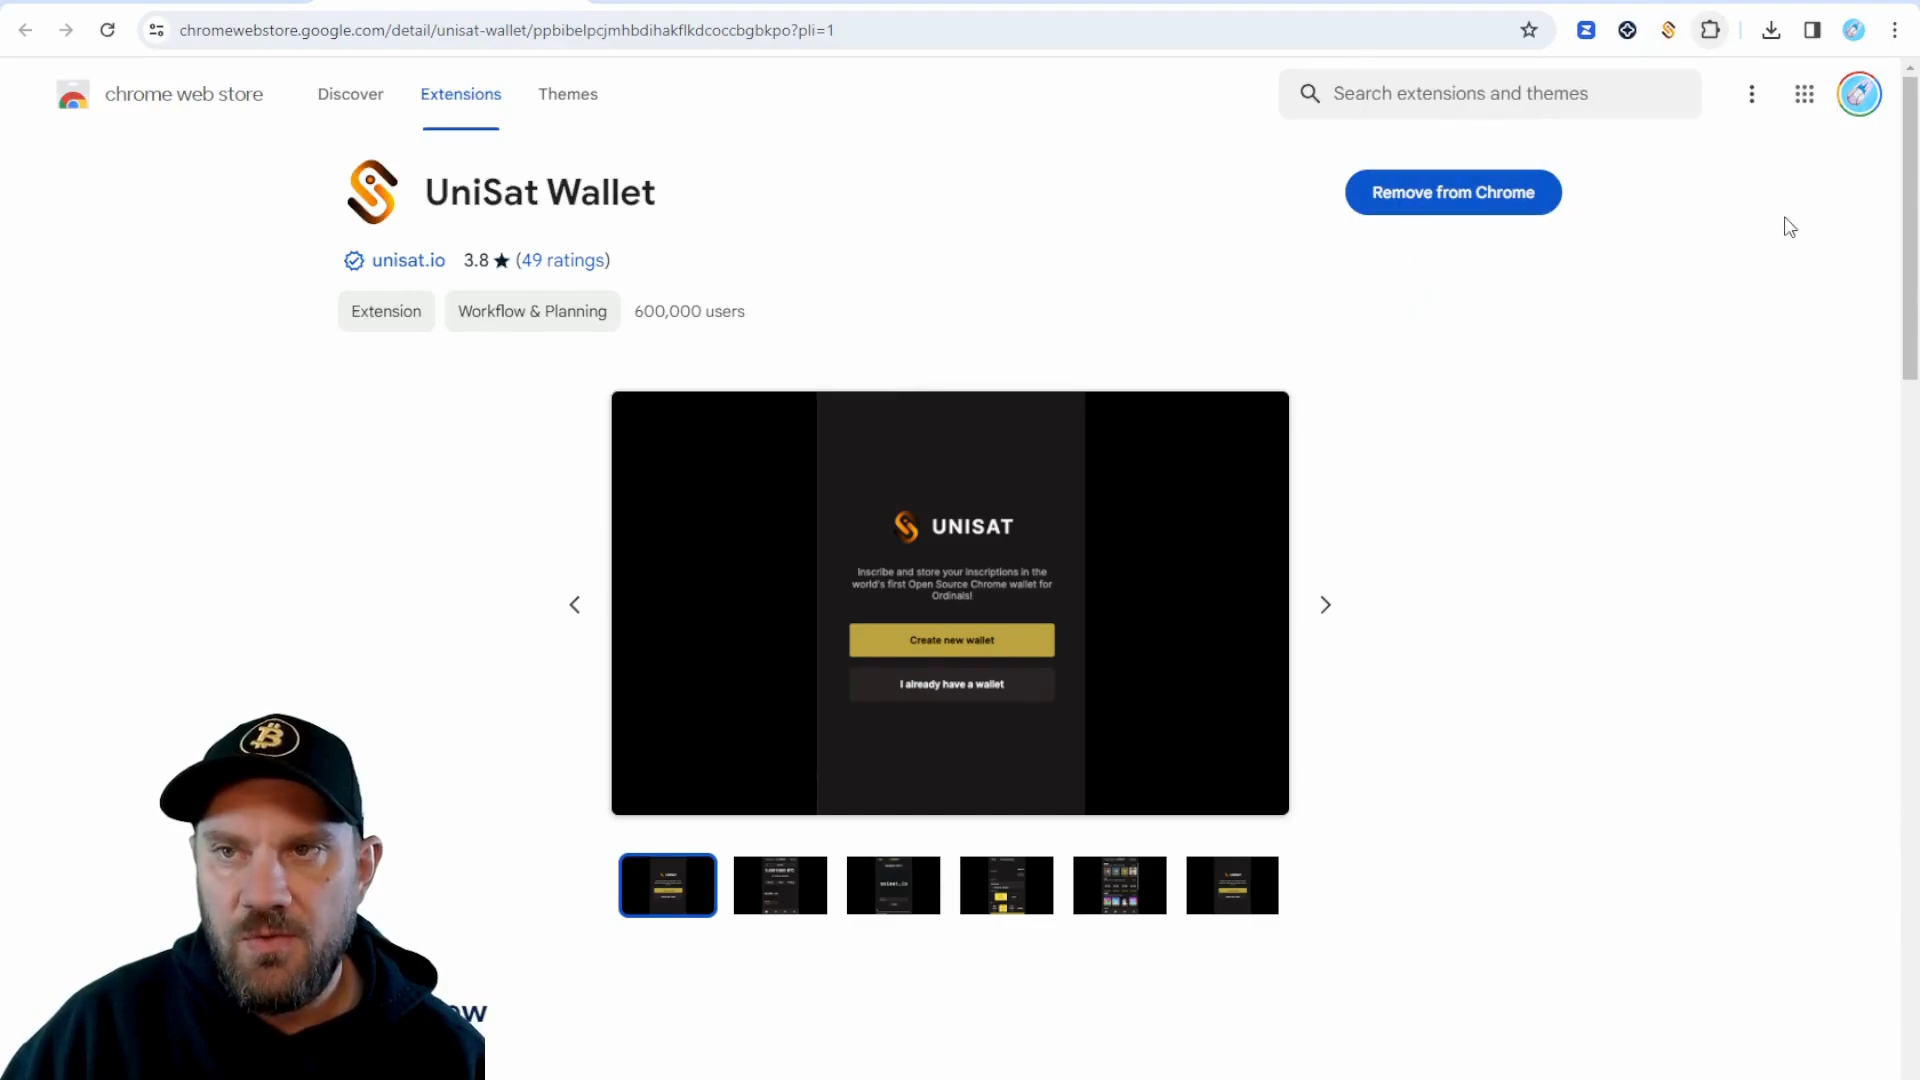 chromewebstore.google.com/detail/unisat-wallet/ppbibelpcjmhbdihakflkdcoccbgbkpo?pli=1
chrome web store
Discover
Extensions
Themes
Search extensions and themes
UniSat Wallet
Remove from Chrome
unisat.io
3.8 ★ (49 ratings)
Extension
Workflow & Planning
600,000 users
UNISAT
Inscribe and store your inscriptions in the
world's first Open Source Chrome wallet for
Ordinals!
Create new wallet
I already have a wallet
unisat.io